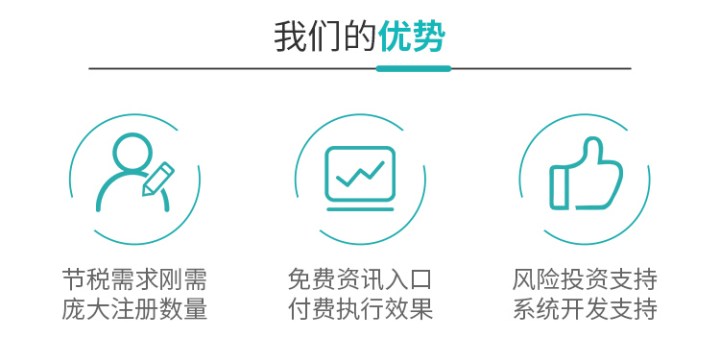 我们的优势
节税需求刚需
庞大注册数量
免费资讯入口
付费执行效果
风险投资支持
系统开发支持